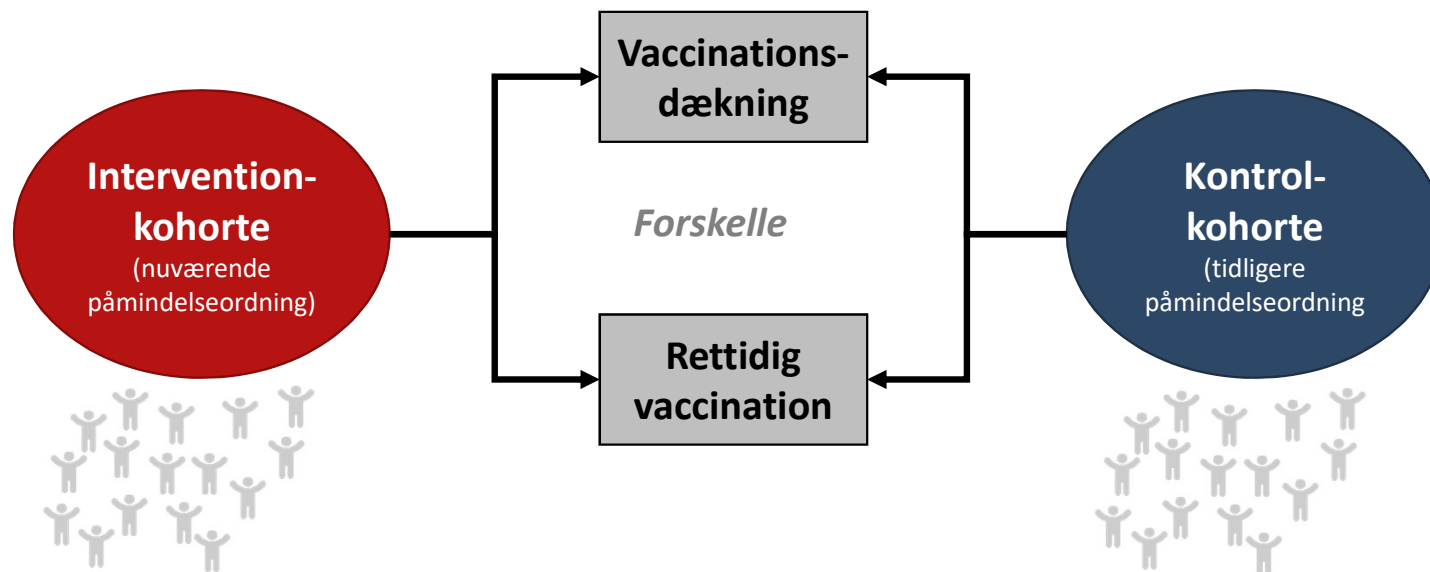 Vaccinations-
dækning
Intervention-
kohorte
(nuværende
påmindelseordning)
Forskelle
Kontrol-
kohorte
(tidligere
påmindelseordning
Rettidig
vaccination